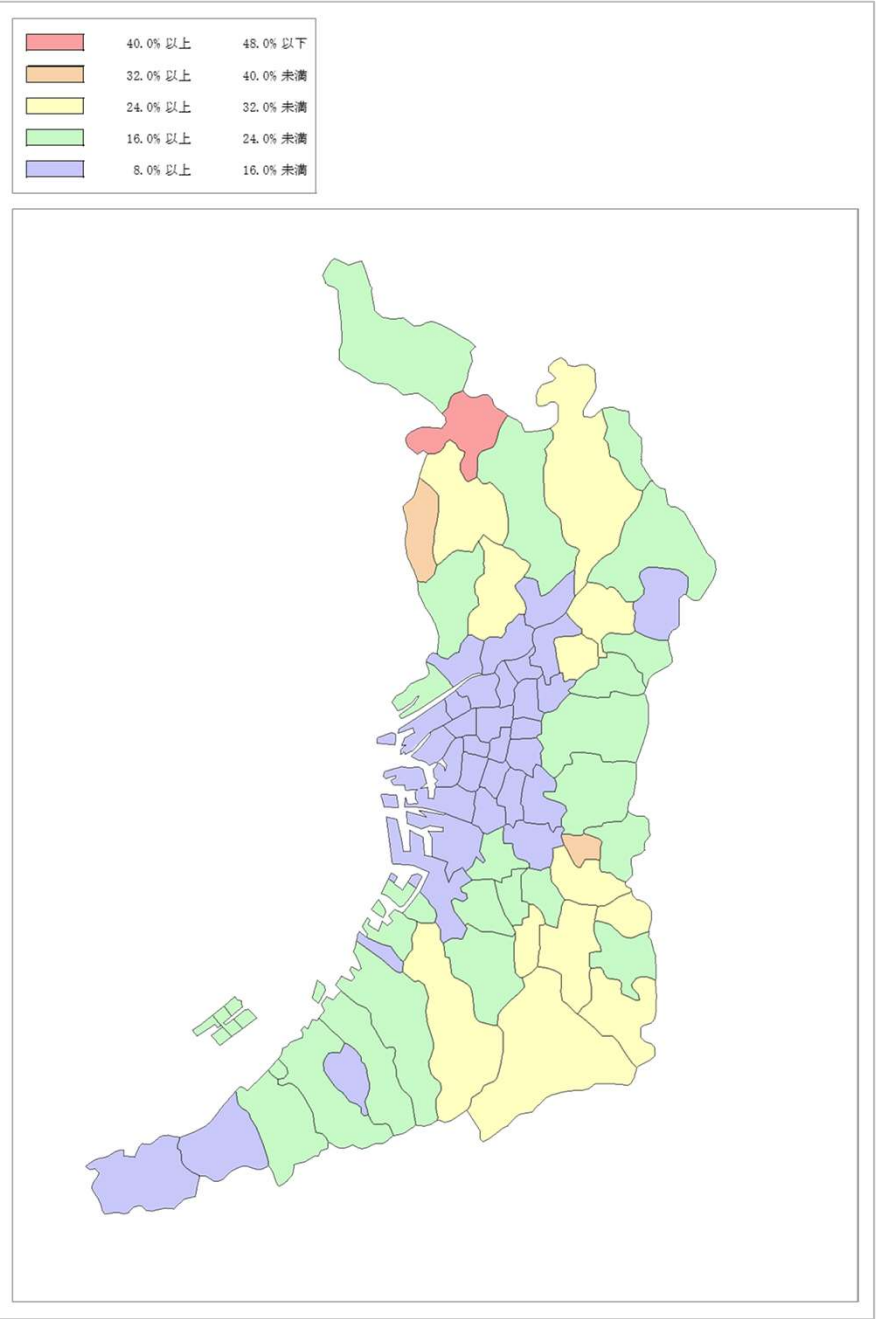 40.0% 以上 48.0% 以下
32.0% 以上 40.0% 未満
24.0% 以上 32.0% 未満
16.0% 以上 24.0% 未満
8.0% 以上 16.0% 未満